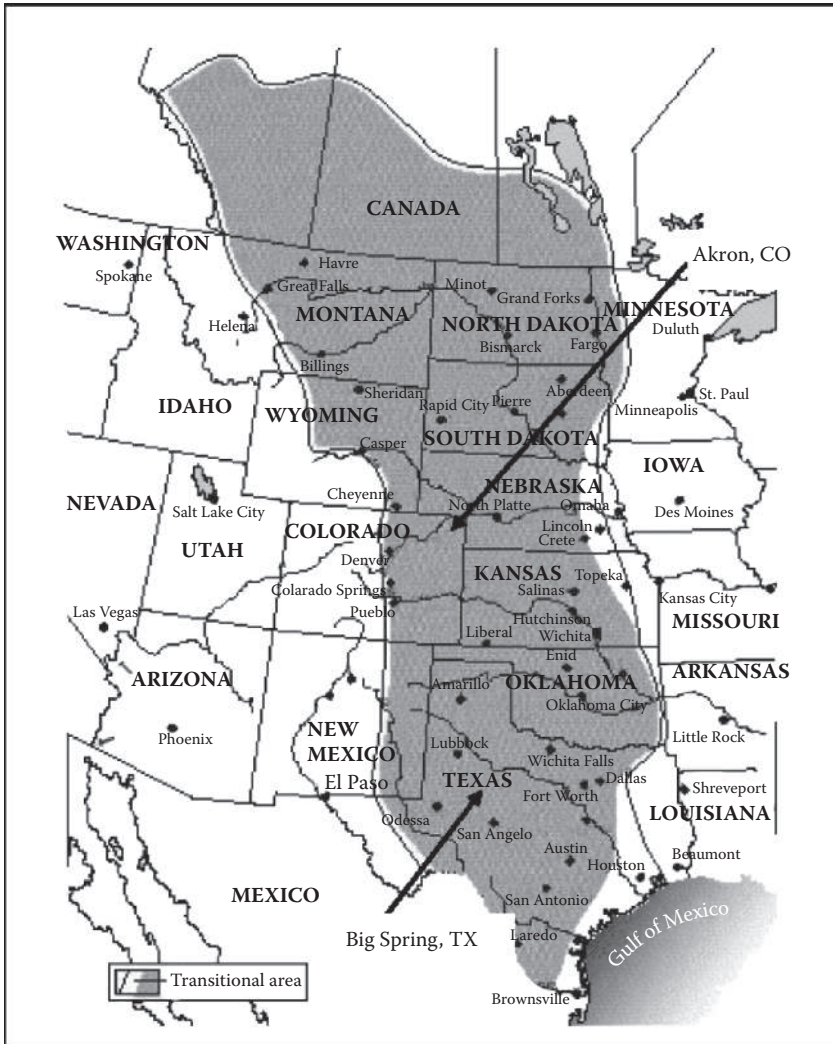 CANADA
WASHINGTON
Spokane
Havre
Great Falls
Minot
Grand Forks
Akron, CO
MONTANA
NORTH DAKOTA
MINNESOTA
Helena
Bismarck
Fargo
Duluth
Billings
IDAHO
WYOMING
Sheridan
Rapid City
Pierre
Aberdeen
Minneapolis
St. Paul
SOUTH DAKOTA
Casper
IOWA
NEVADA
Salt Lake City
Cheyenne
NEBRASKA
North Platte
Omaha
Des Moines
UTAH
COLORADO
Lincoln
Crete
Denver
KANSAS
Topeka
Colarado Springs
Salinas
Kansas City
Pueblo
Las Vegas
Hutchinson
MISSOURI
Liberal
Wichita
Enid
ARIZONA
Amarillo
OKLAHOMA
ARKANSAS
Oklahoma City
Phoenix
NEW
MEXICO
Lubbock
Wichita Falls
Little Rock
El Paso
TEXAS
Dallas
Fort Worth
Shreveport
Odessa
San Angelo
LOUISIANA
Austin
Houston
Beaumont
MEXICO
San Antonio
Big Spring, TX
Laredo
Gulf of Mexico
Transitional area
Brownsville